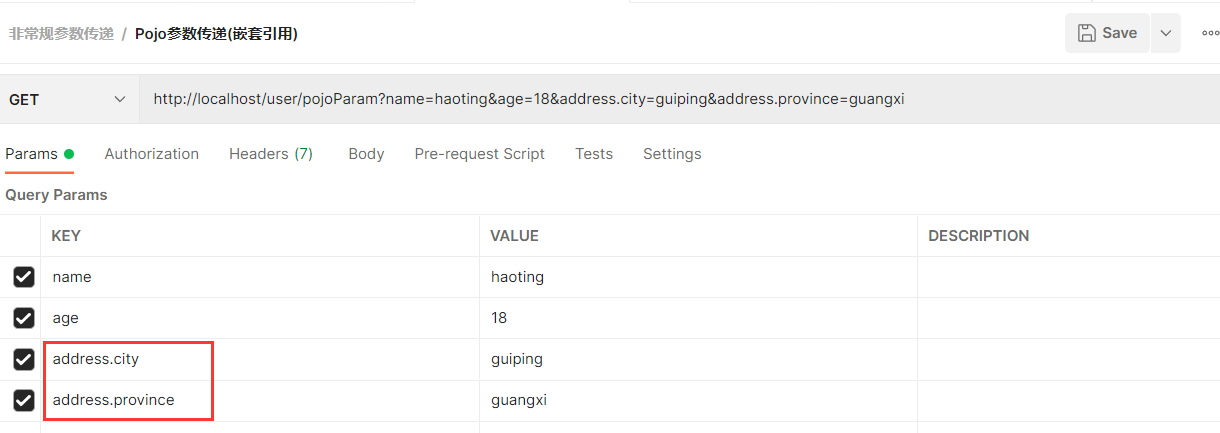 非常规参数传递 / Pojo参数传递(嵌套引用)
Save
GET
http://localhost/user/pojoParam?name=haoting&age=18&address.city=guiping&address.province=guangxi
Params Authorization Headers (7) Body Pre-request Script Tests Settings
Query Params
KEY VALUE DESCRIPTION
name haoting
age 18
address.city guiping
address.province guangxi